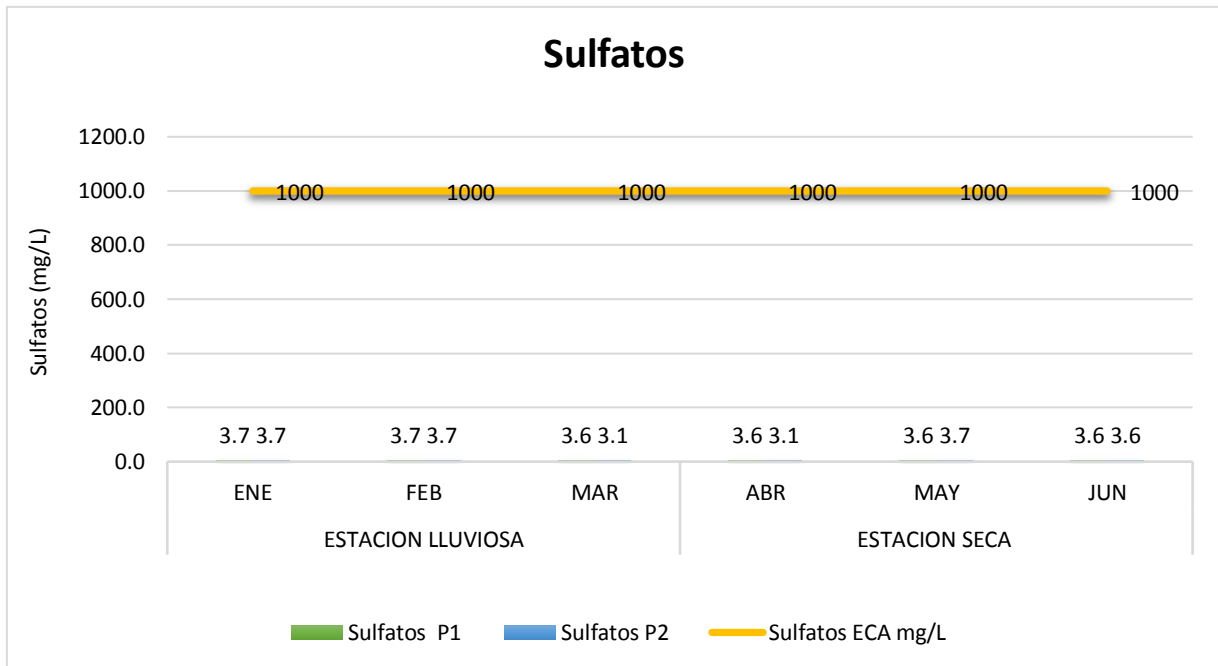 Sulfatos
Sulfatos (mg/L)
1200.0
1000.0
800.0
600.0
400.0
200.0
0.0
1000 1000 1000 1000 1000 1000
3.7 3.7 3.7 3.7 3.6 3.1 3.6 3.1 3.6 3.7 3.6 3.6
ENE FEB MAR ABR MAY JUN
ESTACION LLUVIOSA ESTACION SECA
Sulfatos P1 Sulfatos P2 Sulfatos ECA mg/L